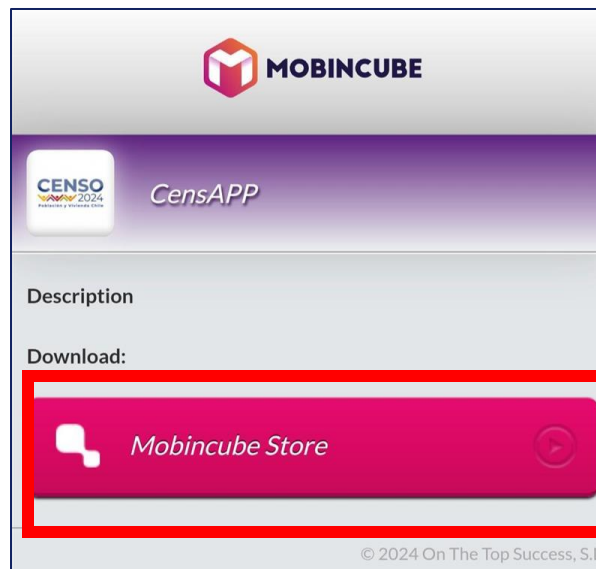 MOBINCUBE
CENSO
2024
Población y Vivienda Chile
CensAPP
Description
Download:
Mobincube Store
© 2024 On The Top Success, S.